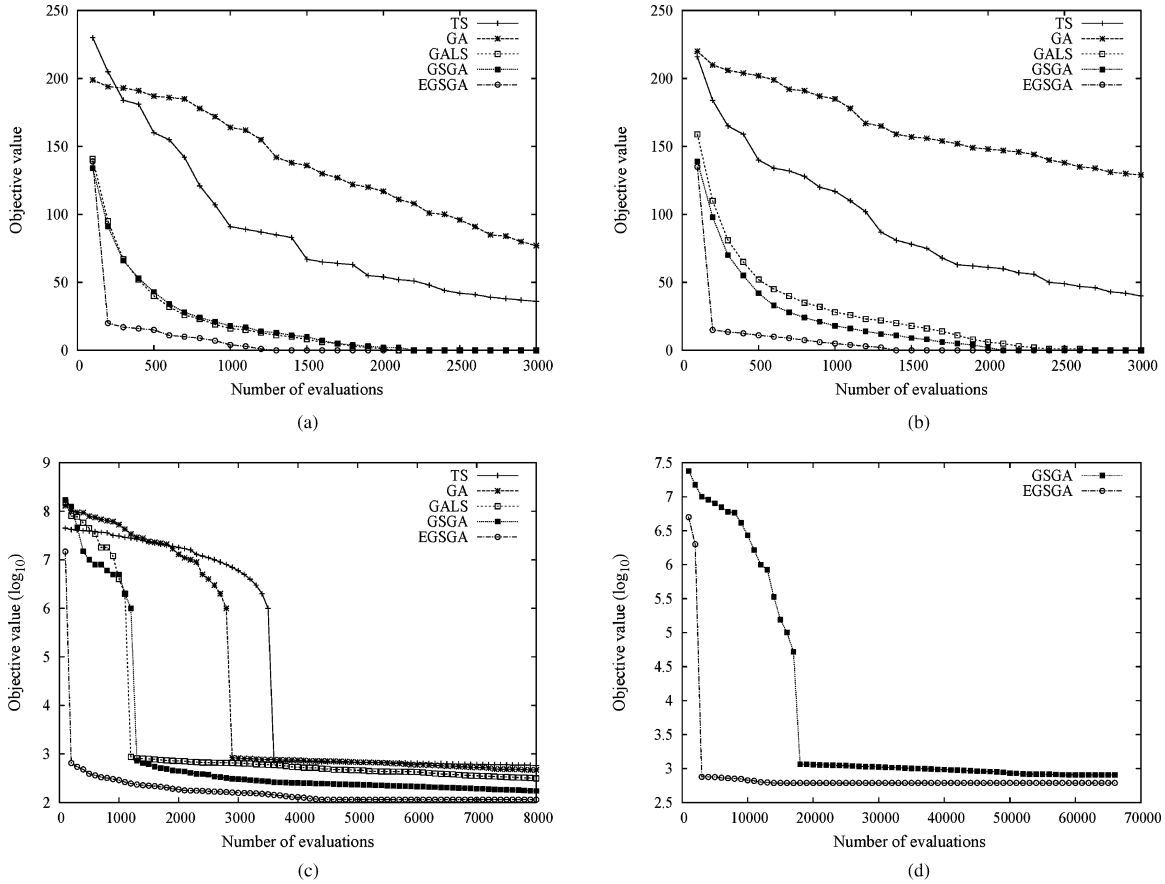 250
200
150
100
50
0
Objective value
TS
GA
GALS
GSGA
EGSGA
0 500 1000 1500 2000 2500 3000
Number of evaluations
(a)
250
200
150
100
50
0
Objective value
TS
GA
GALS
GSGA
EGSGA
0 500 1000 1500 2000 2500 3000
Number of evaluations
(b)
9
8
7
6
5
4
3
2
Objective value (log10)
TS
GA
GALS
GSGA
EGSGA
0 1000 2000 3000 4000 5000 6000 7000 8000
Number of evaluations
(c)
7.5
7
6.5
6
5.5
5
4.5
4
3.5
3
2.5
Objective value (log10)
GSGA
EGSGA
0 10000 20000 30000 40000 50000 60000 70000
Number of evaluations
(d)